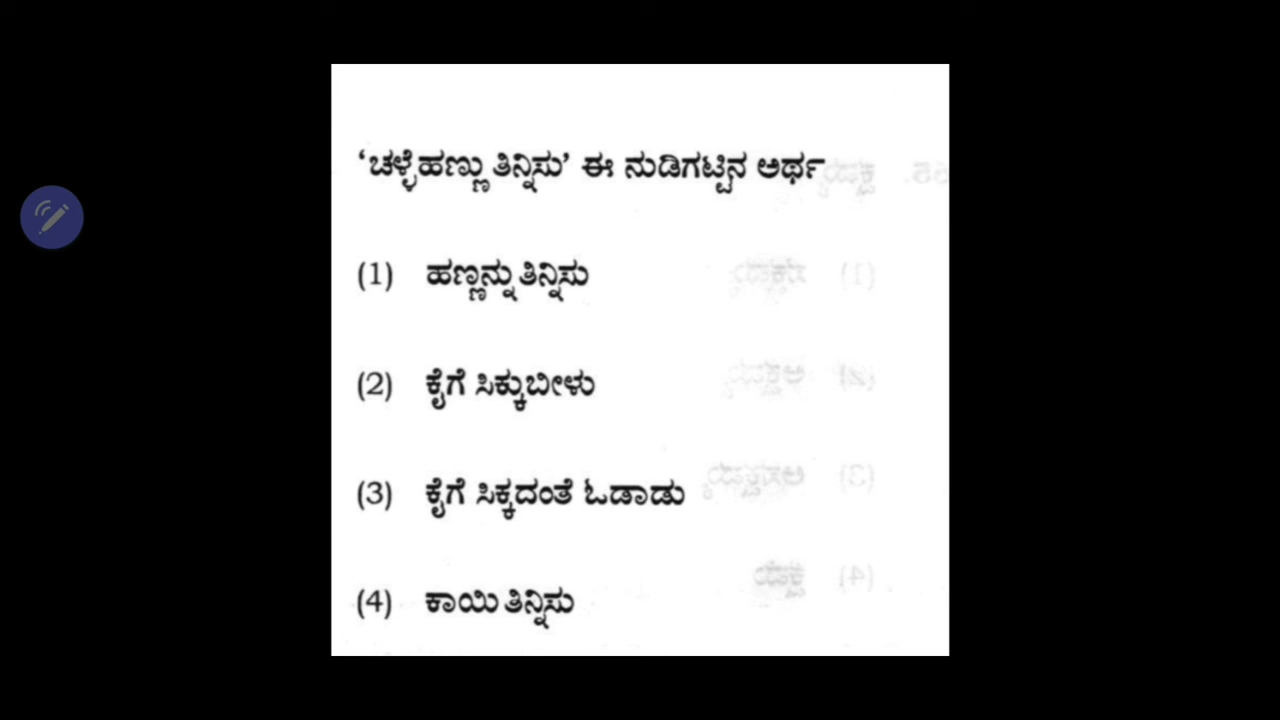 ‘ಚಳ್ಳೆಹಣ್ಣು ತಿನ್ನಿಸು’ ಈ ನುಡಿಗಟ್ಟಿನ ಅರ್ಥ
(1) ಹಣ್ಣನ್ನು ತಿನ್ನಿಸು
(2) ಕೈಗೆ ಸಿಕ್ಕುಬೀಳು
(3) ಕೈಗೆ ಸಿಕ್ಕದಂತೆ ಓಡಾಡು
(4) ಕಾಯಿ ತಿನ್ನಿಸು